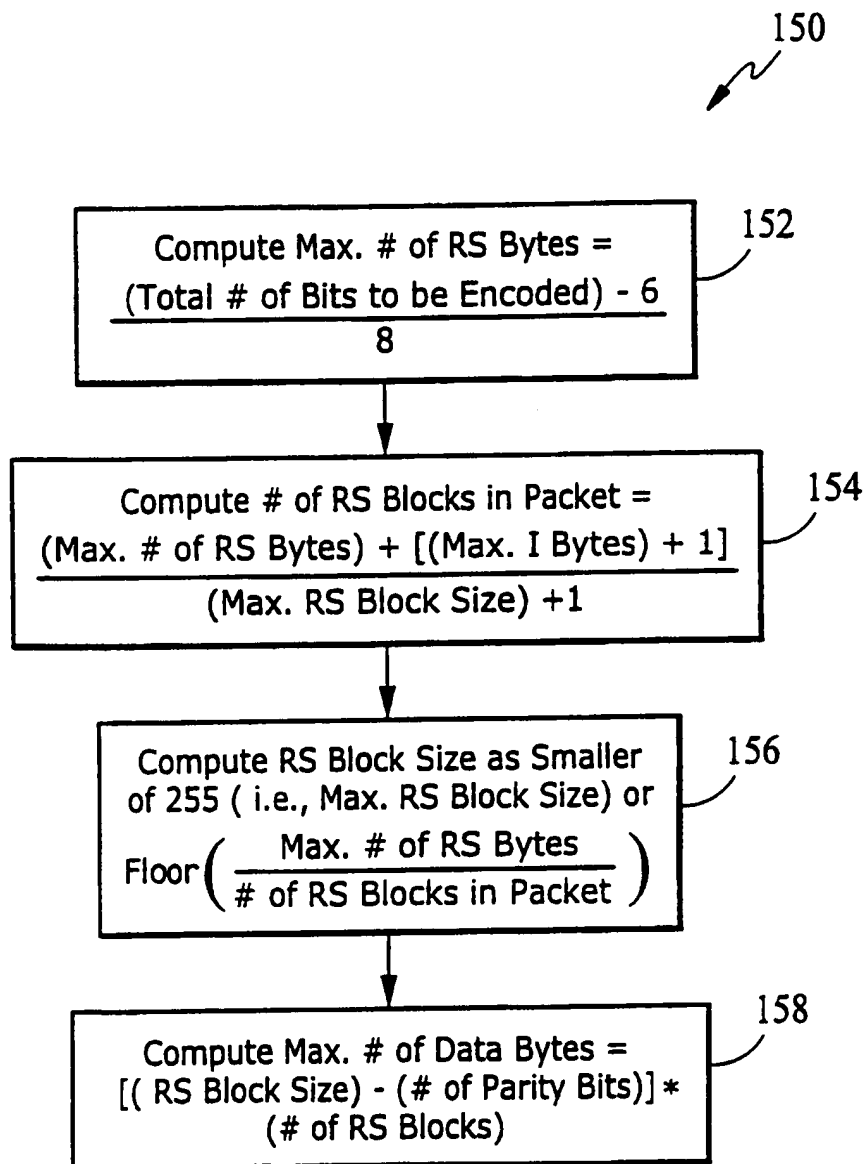 150
152
Compute Max. # of RS Bytes =
(Total # of Bits to be Encoded) - 6
8
154
Compute # of RS Blocks in Packet =
(Max. # of RS Bytes) + [(Max. I Bytes) + 1]
(Max. RS Block Size) +1
156
Compute RS Block Size as Smaller
of 255 ( i.e., Max. RS Block Size) or
Floor( Max. # of RS Bytes
# of RS Blocks in Packet )
158
Compute Max. # of Data Bytes =
[( RS Block Size) - (# of Parity Bits)] *
(# of RS Blocks)